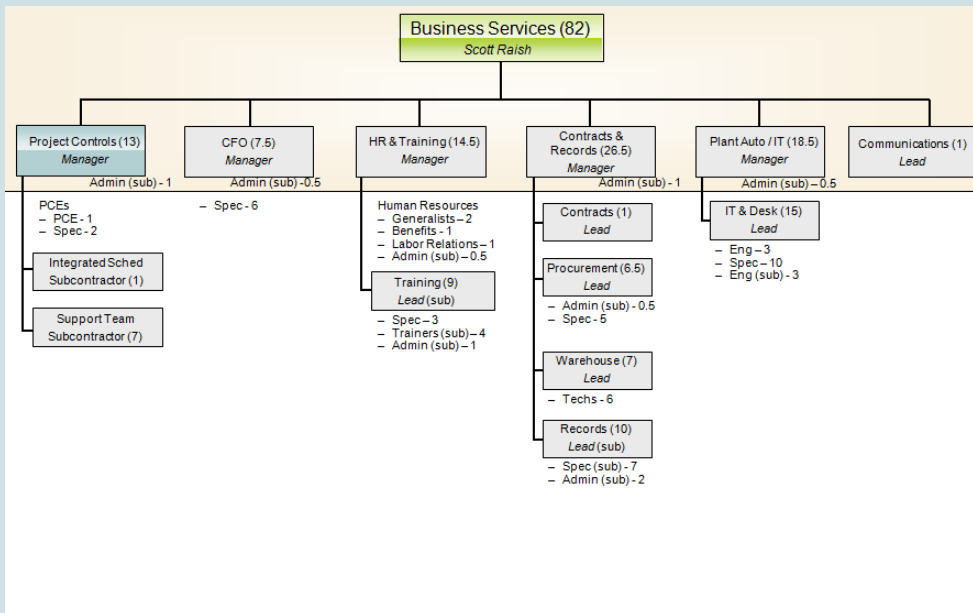 Business Services (82)
Scott Raish
Project Controls (13)
Manager
Admin (sub) - 1
PCEs
– PCE - 1
– Spec - 2
Integrated Sched
Subcontractor (1)
Support Team
Subcontractor (7)
CFO (7.5)
Manager
Admin (sub) -0.5
– Spec - 6
HR & Training (14.5)
Manager
Human Resources
– Generalists – 2
– Benefits - 1
– Labor Relations – 1
– Admin (sub) – 0.5
Training (9)
Lead (sub)
– Spec – 3
– Trainers (sub) – 4
– Admin (sub) – 1
Contracts &
Records (26.5)
Manager
Admin (sub) - 1
Contracts (1)
Lead
Procurement (6.5)
Lead
– Admin (sub) - 0.5
– Spec - 5
Warehouse (7)
Lead
– Techs - 6
Records (10)
Lead (sub)
– Spec (sub) - 7
– Admin (sub) - 2
Plant Auto / IT (18.5)
Manager
Admin (sub) – 0.5
IT & Desk (15)
Lead
– Eng – 3
– Spec – 10
– Eng (sub) - 3
Communications (1)
Lead